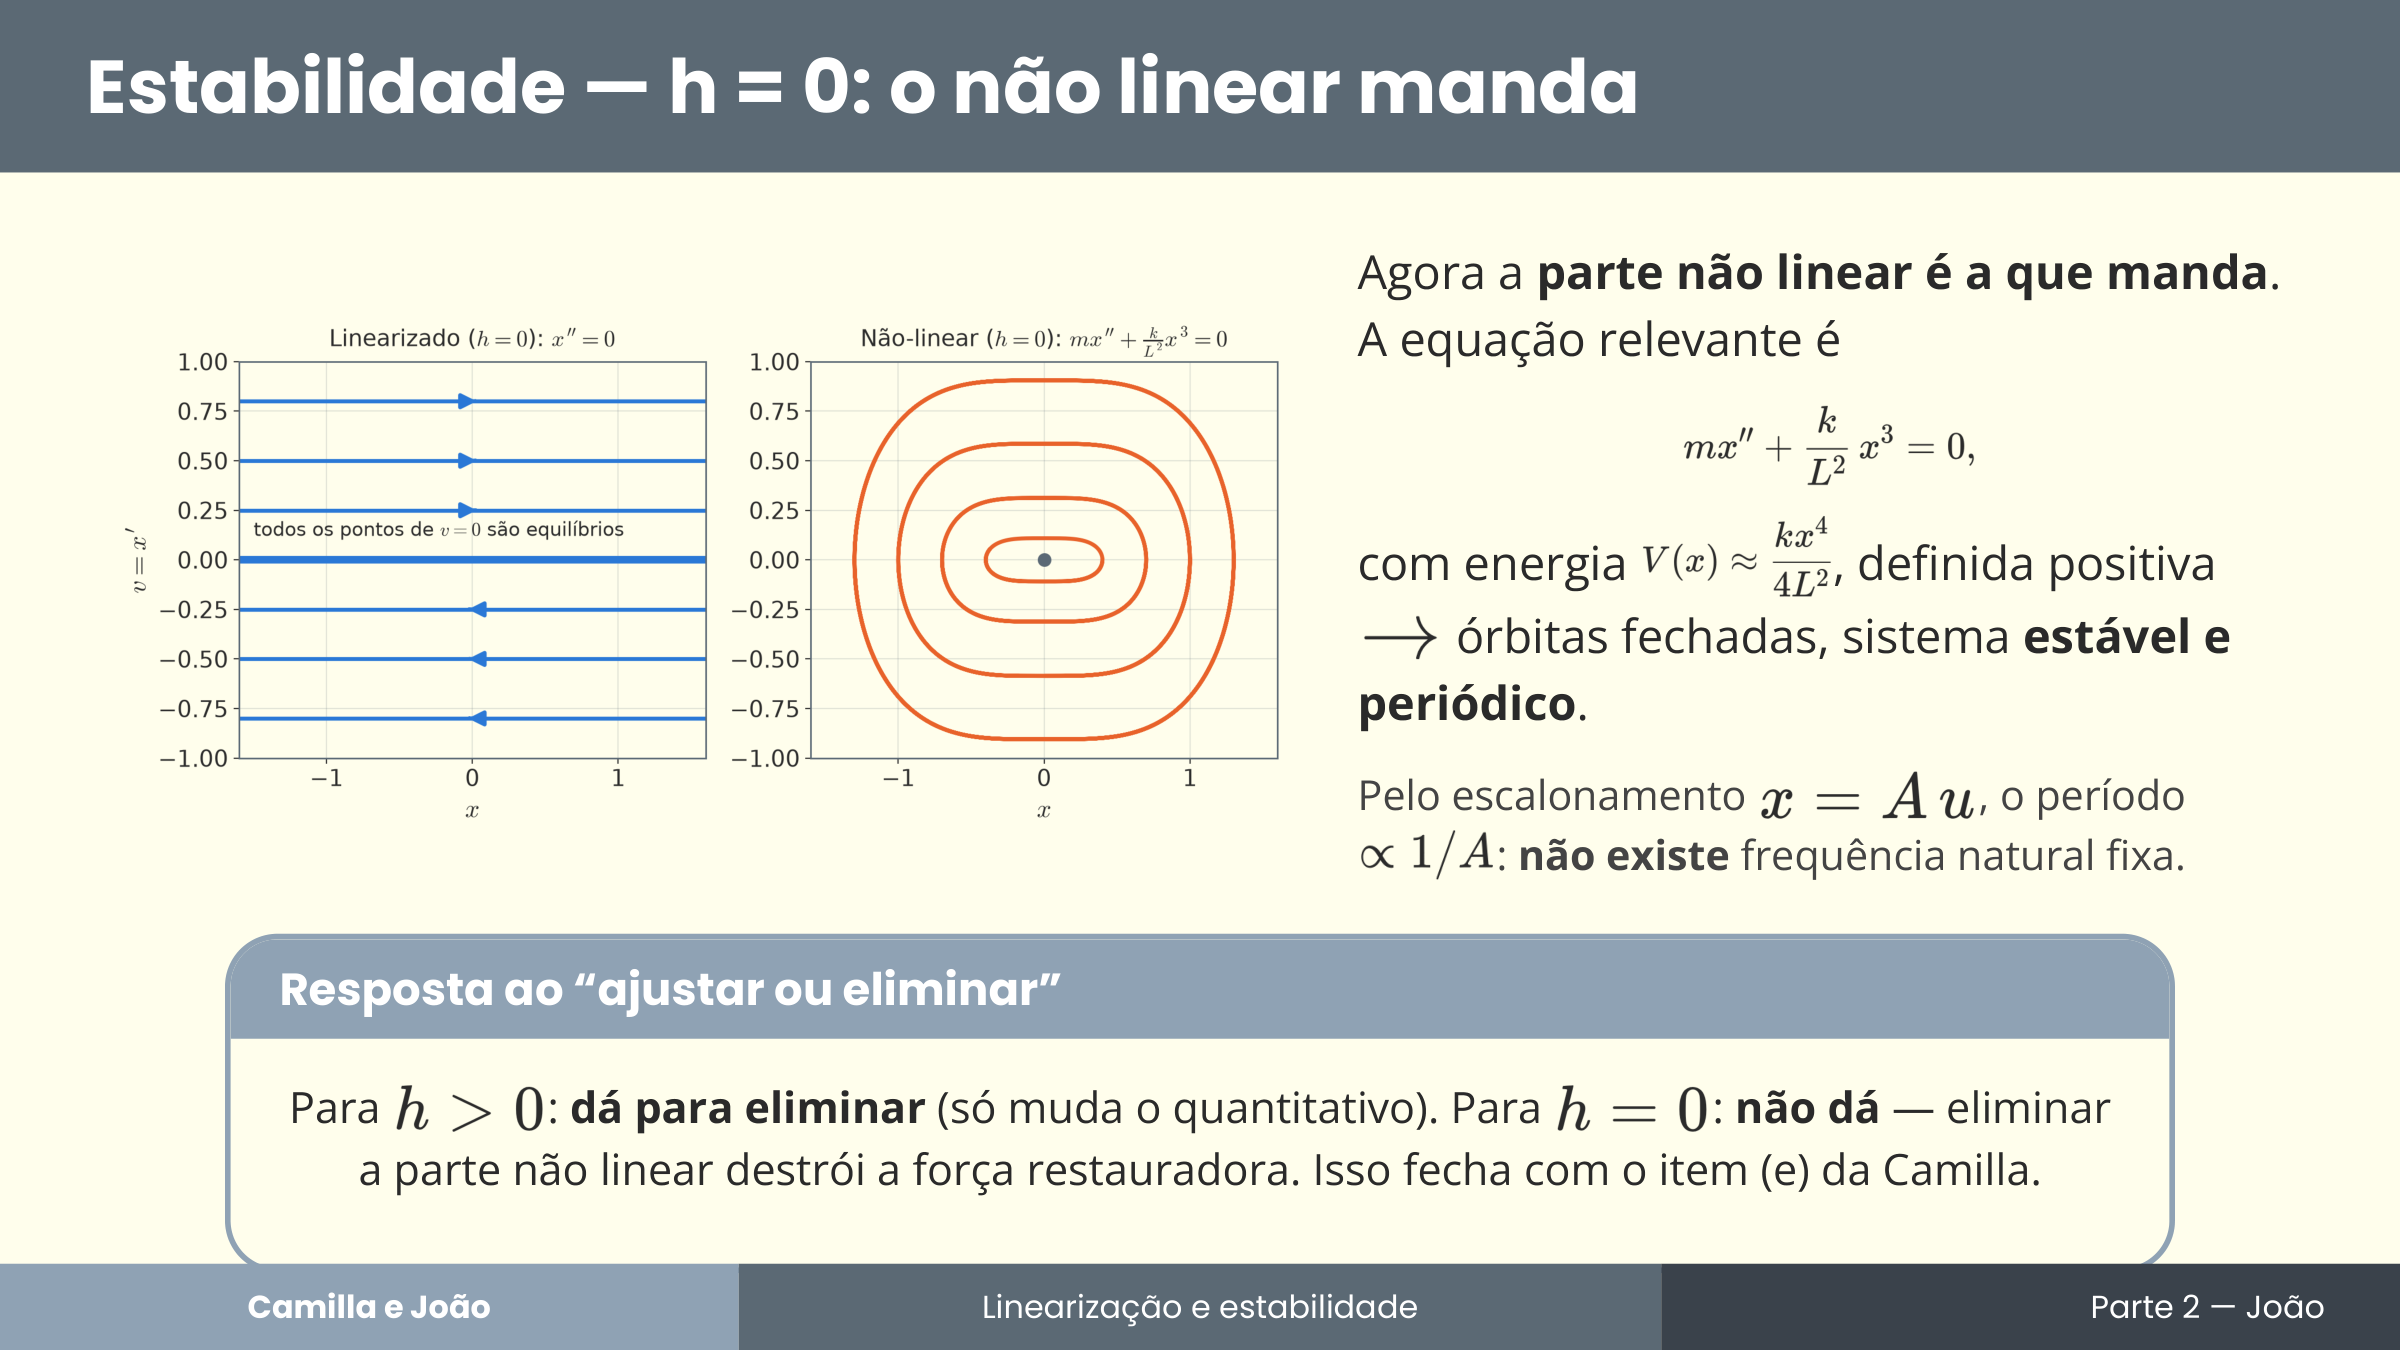 Estabilidade — h = 0: o não linear manda
Linearizado (h = 0): x″ = 0
1.00
0.75
0.50
0.25
0.00
−0.25
−0.50
−0.75
−1.00
todos os pontos de v = 0 são equilíbrios
v = x′
−1
0
1
x
Não-linear (h = 0): mx″ + k/L² x³ = 0
1.00
0.75
0.50
0.25
0.00
−0.25
−0.50
−0.75
−1.00
−1
0
1
x
Agora a parte não linear é a que manda.
A equação relevante é
mx″ + k/L² x³ = 0,
com energia V(x) ≈ kx⁴/4L², definida positiva
⟶ órbitas fechadas, sistema estável e
periódico.
Pelo escalonamento x = A u, o período
∝ 1/A: não existe frequência natural fixa.
Resposta ao “ajustar ou eliminar”
Para h > 0: dá para eliminar (só muda o quantitativo). Para h = 0: não dá — eliminar
a parte não linear destrói a força restauradora. Isso fecha com o item (e) da Camilla.
Camilla e João
Linearização e estabilidade
Parte 2 — João